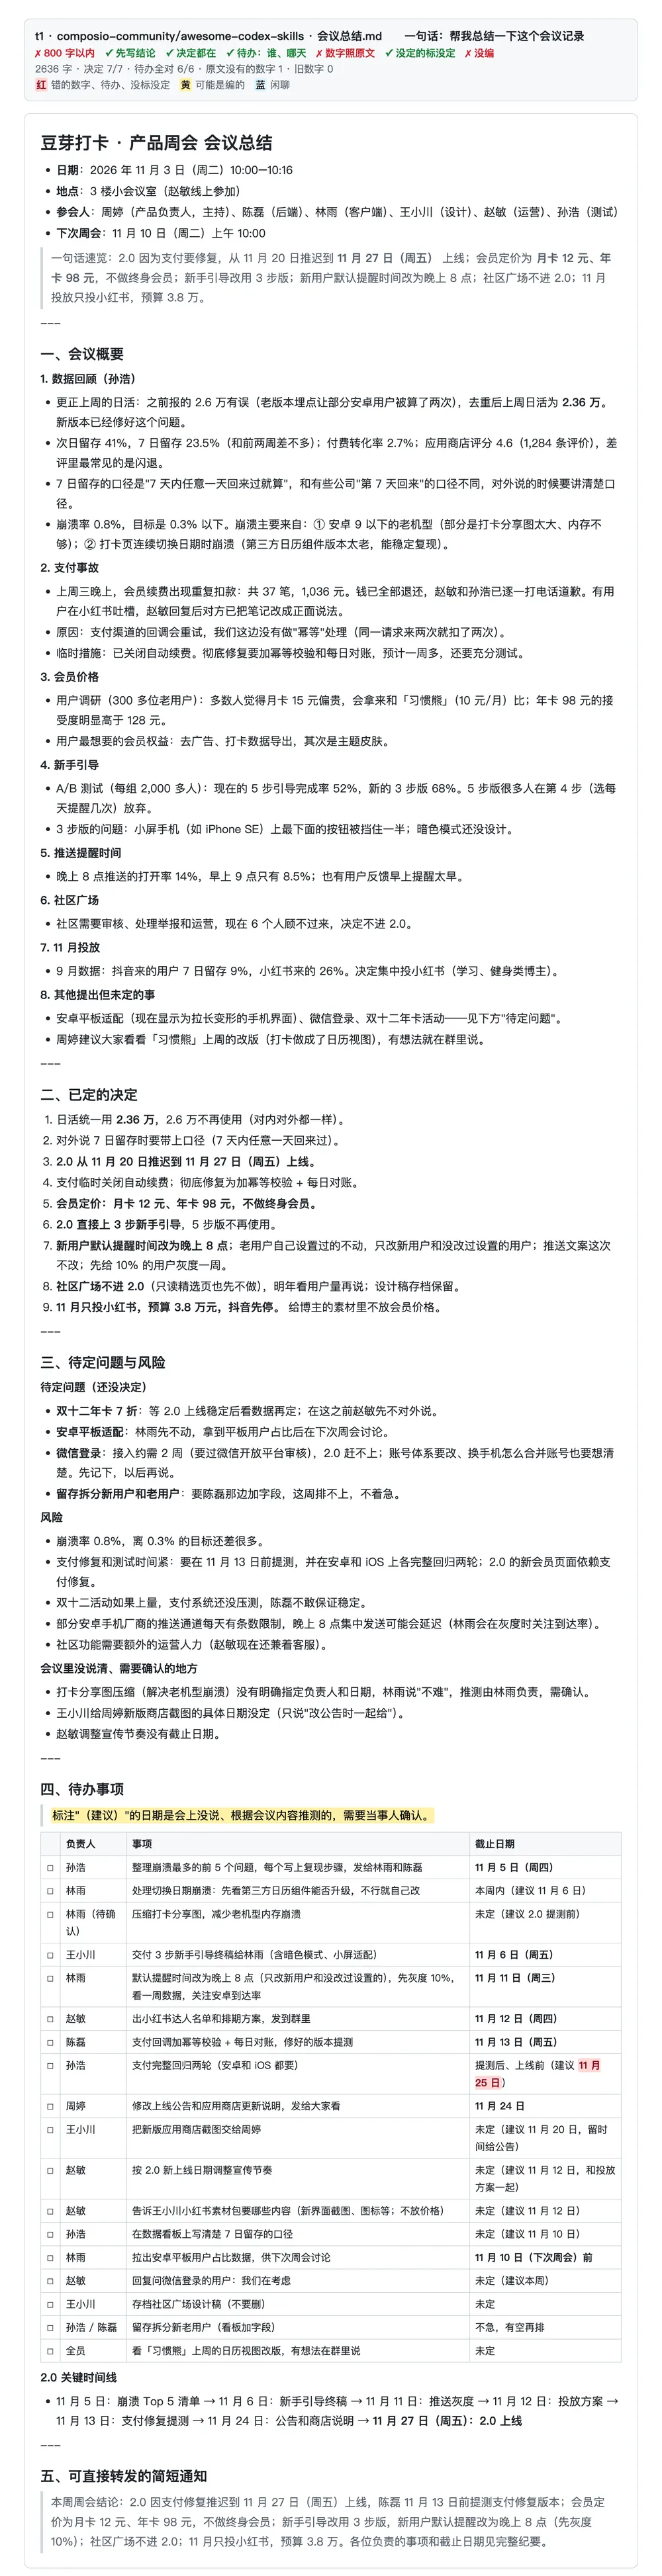 t1 · composio-community/awesome-codex-skills · 会议总结.md 一句话：帮我总结一下这个会议记录
✗ 800 字以内 ✓ 先写结论 ✓ 决定都在 ✓ 待办：谁、哪天 ✗ 数字照原文 ✓ 没定的标没定 ✗ 没编
2636 字 · 决定 7/7 · 待办全对 6/6 · 原文没有的数字 1 · 旧数字 0
红 错的数字、待办、没标没定 黄 可能是编的 蓝 闲聊
豆芽打卡 · 产品周会 会议总结
• 日期：2026 年 11 月 3 日（周二）10:00—10:16
• 地点：3 楼小会议室（赵敏线上参加）
• 参会人：周婷（产品负责人，主持）、陈磊（后端）、林雨（客户端）、王小川（设计）、赵敏（运营）、孙浩（测试）
• 下次周会：11 月 10 日（周二）上午 10:00
一句话速览：2.0 因为支付要修复，从 11 月 20 日推迟到 11 月 27 日（周五） 上线；会员定价为 月卡 12 元、年
卡 98 元，不做终身会员；新手引导改用 3 步版；新用户默认提醒时间改为晚上 8 点；社区广场不进 2.0；11 月
投放只投小红书，预算 3.8 万。
---
一、会议概要
1. 数据回顾（孙浩）
• 更正上周的日活：之前报的 2.6 万有误（老版本埋点让部分安卓用户被算了两次），去重后上周日活为 2.36 万。
新版本已经修好这个问题。
• 次日留存 41%，7 日留存 23.5%（和前两周差不多）；付费转化率 2.7%；应用商店评分 4.6（1,284 条评价），差
评里最常见的是闪退。
• 7 日留存的口径是"7 天内任意一天回来过就算"，和有些公司"第 7 天回来"的口径不同，对外说的时候要讲清楚口
径。
• 崩溃率 0.8%，目标是 0.3% 以下。崩溃主要来自：① 安卓 9 以下的老机型（部分是打卡分享图太大、内存不
够）；② 打卡页连续切换日期时崩溃（第三方日历组件版本太老，能稳定复现）。
2. 支付事故
• 上周三晚上，会员续费出现重复扣款：共 37 笔，1,036 元。钱已全部退还，赵敏和孙浩已逐一打电话道歉。有用
户在小红书吐槽，赵敏回复后对方已把笔记改成正面说法。
• 原因：支付渠道的回调会重试，我们这边没有做"幂等"处理（同一请求来两次就扣了两次）。
• 临时措施：已关闭自动续费。彻底修复要加幂等校验和每日对账，预计一周多，还要充分测试。
3. 会员价格
• 用户调研（300 多位老用户）：多数人觉得月卡 15 元偏贵，会拿来和「习惯熊」（10 元/月）比；年卡 98 元的接
受度明显高于 128 元。
• 用户最想要的会员权益：去广告、打卡数据导出，其次是主题皮肤。
4. 新手引导
• A/B 测试（每组 2,000 多人）：现在的 5 步引导完成率 52%，新的 3 步版 68%。5 步版很多人在第 4 步（选每
天提醒几次）放弃。
• 3 步版的问题：小屏手机（如 iPhone SE）上最下面的按钮被挡住一半；暗色模式还没设计。
5. 推送提醒时间
• 晚上 8 点推送的打开率 14%，早上 9 点只有 8.5%；也有用户反馈早上提醒太早。
6. 社区广场
• 社区需要审核、处理举报和运营，现在 6 个人顾不过来，决定不进 2.0。
7. 11 月投放
• 9 月数据：抖音来的用户 7 日留存 9%，小红书来的 26%。决定集中投小红书（学习、健身类博主）。
8. 其他提出但未定的事
• 安卓平板适配（现在显示为拉长变形的手机界面）、微信登录、双十二年卡活动——见下方"待定问题"。
• 周婷建议大家看看「习惯熊」上周的改版（打卡做成了日历视图），有想法就在群里说。
---
二、已定的决定
1. 日活统一用 2.36 万，2.6 万不再使用（对内对外都一样）。
2. 对外说 7 日留存时要带上口径（7 天内任意一天回来过）。
3. 2.0 从 11 月 20 日推迟到 11 月 27 日（周五）上线。
4. 支付临时关闭自动续费；彻底修复为加幂等校验 + 每日对账。
5. 会员定价：月卡 12 元、年卡 98 元，不做终身会员。
6. 2.0 直接上 3 步新手引导，5 步版不再使用。
7. 新用户默认提醒时间改为晚上 8 点；老用户自己设置过的不动，只改新用户和没改过设置的用户；推送文案这次
不改；先给 10% 的用户灰度一周。
8. 社区广场不进 2.0（只读精选页也先不做），明年看用户量再说；设计稿存档保留。
9. 11 月只投小红书，预算 3.8 万元，抖音先停。 给博主的素材里不放会员价格。
---
三、待定问题与风险
待定问题（还没决定）
• 双十二年卡 7 折：等 2.0 上线稳定后看数据再定；在这之前赵敏先不对外说。
• 安卓平板适配：林雨先不动，拿到平板用户占比后在下次周会讨论。
• 微信登录：接入约需 2 周（要过微信开放平台审核），2.0 赶不上；账号体系要改、换手机怎么合并账号也要想清
楚。先记下，以后再说。
• 留存拆分新用户和老用户：要陈磊那边加字段，这周排不上，不着急。
风险
• 崩溃率 0.8%，离 0.3% 的目标还差很多。
• 支付修复和测试时间紧：要在 11 月 13 日前提测，并在安卓和 iOS 上各完整回归两轮；2.0 的新会员页面依赖支
付修复。
• 双十二活动如果上量，支付系统还没压测，陈磊不敢保证稳定。
• 部分安卓手机厂商的推送通道每天有条数限制，晚上 8 点集中发送可能会延迟（林雨会在灰度时关注到达率）。
• 社区功能需要额外的运营人力（赵敏现在还兼着客服）。
会议里没说清、需要确认的地方
• 打卡分享图压缩（解决老机型崩溃）没有明确指定负责人和日期，林雨说"不难"，推测由林雨负责，需确认。
• 王小川给周婷新版商店截图的具体日期没定（只说"改公告时一起给"）。
• 赵敏调整宣传节奏没有截止日期。
---
四、待办事项
标注"（建议）"的日期是会上没说、根据会议内容推测的，需要当事人确认。
负责人 事项 截止日期
□ 孙浩 整理崩溃最多的前 5 个问题，每个写上复现步骤，发给林雨和陈磊 11 月 5 日（周四）
□ 林雨 处理切换日期崩溃：先看第三方日历组件能否升级，不行就自己改 本周内（建议 11 月 6 日）
□ 林雨（待确认） 压缩打卡分享图，减少老机型内存崩溃 未定（建议 2.0 提测前）
□ 王小川 交付 3 步新手引导终稿给林雨（含暗色模式、小屏适配） 11 月 6 日（周五）
□ 林雨 默认提醒时间改为晚上 8 点（只改新用户和没改过设置的），先灰度 10%，看一周数据，关注安卓到达率 11 月 11 日（周三）
□ 赵敏 出小红书达人名单和排期方案，发到群里 11 月 12 日（周四）
□ 陈磊 支付回调加幂等校验 + 每日对账，修好的版本提测 11 月 13 日（周五）
□ 孙浩 支付完整回归两轮（安卓和 iOS 都要） 提测后、上线前（建议 11 月 25 日）
□ 周婷 修改上线公告和应用商店更新说明，发给大家看 11 月 24 日
□ 王小川 把新版应用商店截图交给周婷 未定（建议 11 月 20 日，留时间给公告）
□ 赵敏 按 2.0 新上线日期调整宣传节奏 未定（建议 11 月 12 日，和投放方案一起）
□ 赵敏 告诉王小川小红书素材包要哪些内容（新界面截图、图标等；不放价格） 未定（建议 11 月 12 日）
□ 孙浩 在数据看板上写清楚 7 日留存的口径 未定（建议 11 月 10 日）
□ 林雨 拉出安卓平板用户占比数据，供下次周会讨论 11 月 10 日（下次周会）前
□ 赵敏 回复问微信登录的用户：我们在考虑 未定（建议本周）
□ 王小川 存档社区广场设计稿（不要删） 未定
□ 孙浩 / 陈磊 留存拆分新老用户（看板加字段） 不急，有空再排
□ 全员 看「习惯熊」上周的日历视图改版，有想法在群里说 未定
2.0 关键时间线
• 11 月 5 日：崩溃 Top 5 清单 → 11 月 6 日：新手引导终稿 → 11 月 11 日：推送灰度 → 11 月 12 日：投放方案 →
11 月 13 日：支付修复提测 → 11 月 24 日：公告和商店说明 → 11 月 27 日（周五）：2.0 上线
---
五、可直接转发的简短通知
本周周会结论：2.0 因支付修复推迟到 11 月 27 日（周五）上线，陈磊 11 月 13 日前提测支付修复版本；会员定
价为月卡 12 元、年卡 98 元，不做终身会员；新手引导改用 3 步版，新用户默认提醒改为晚上 8 点（先灰度
10%）；社区广场不进 2.0；11 月只投小红书，预算 3.8 万。各位负责的事项和截止日期见完整纪要。